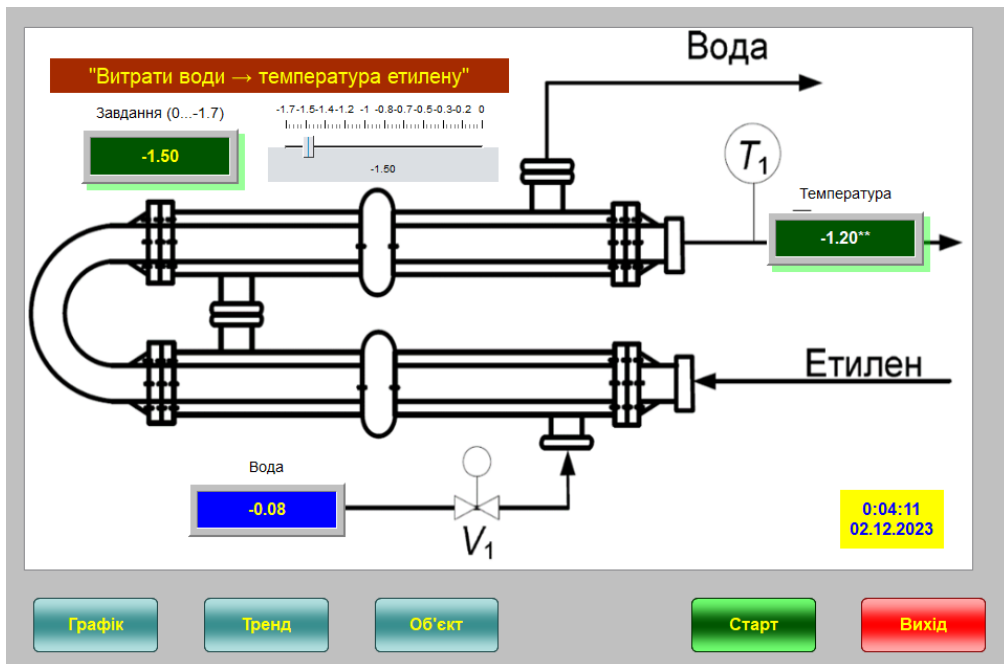 Вода
"Витрати води → температура етилену"
Завдання (0...-1.7)
-1.7-1.5-1.4-1.2 -1 -0.8-0.7-0.5-0.3-0.2 0
-1.50
-1.50
T1
Температура
-1.20**
Етилен
Вода
-0.08
V1
0:04:11
02.12.2023
Графік
Тренд
Об'єкт
Старт
Вихід